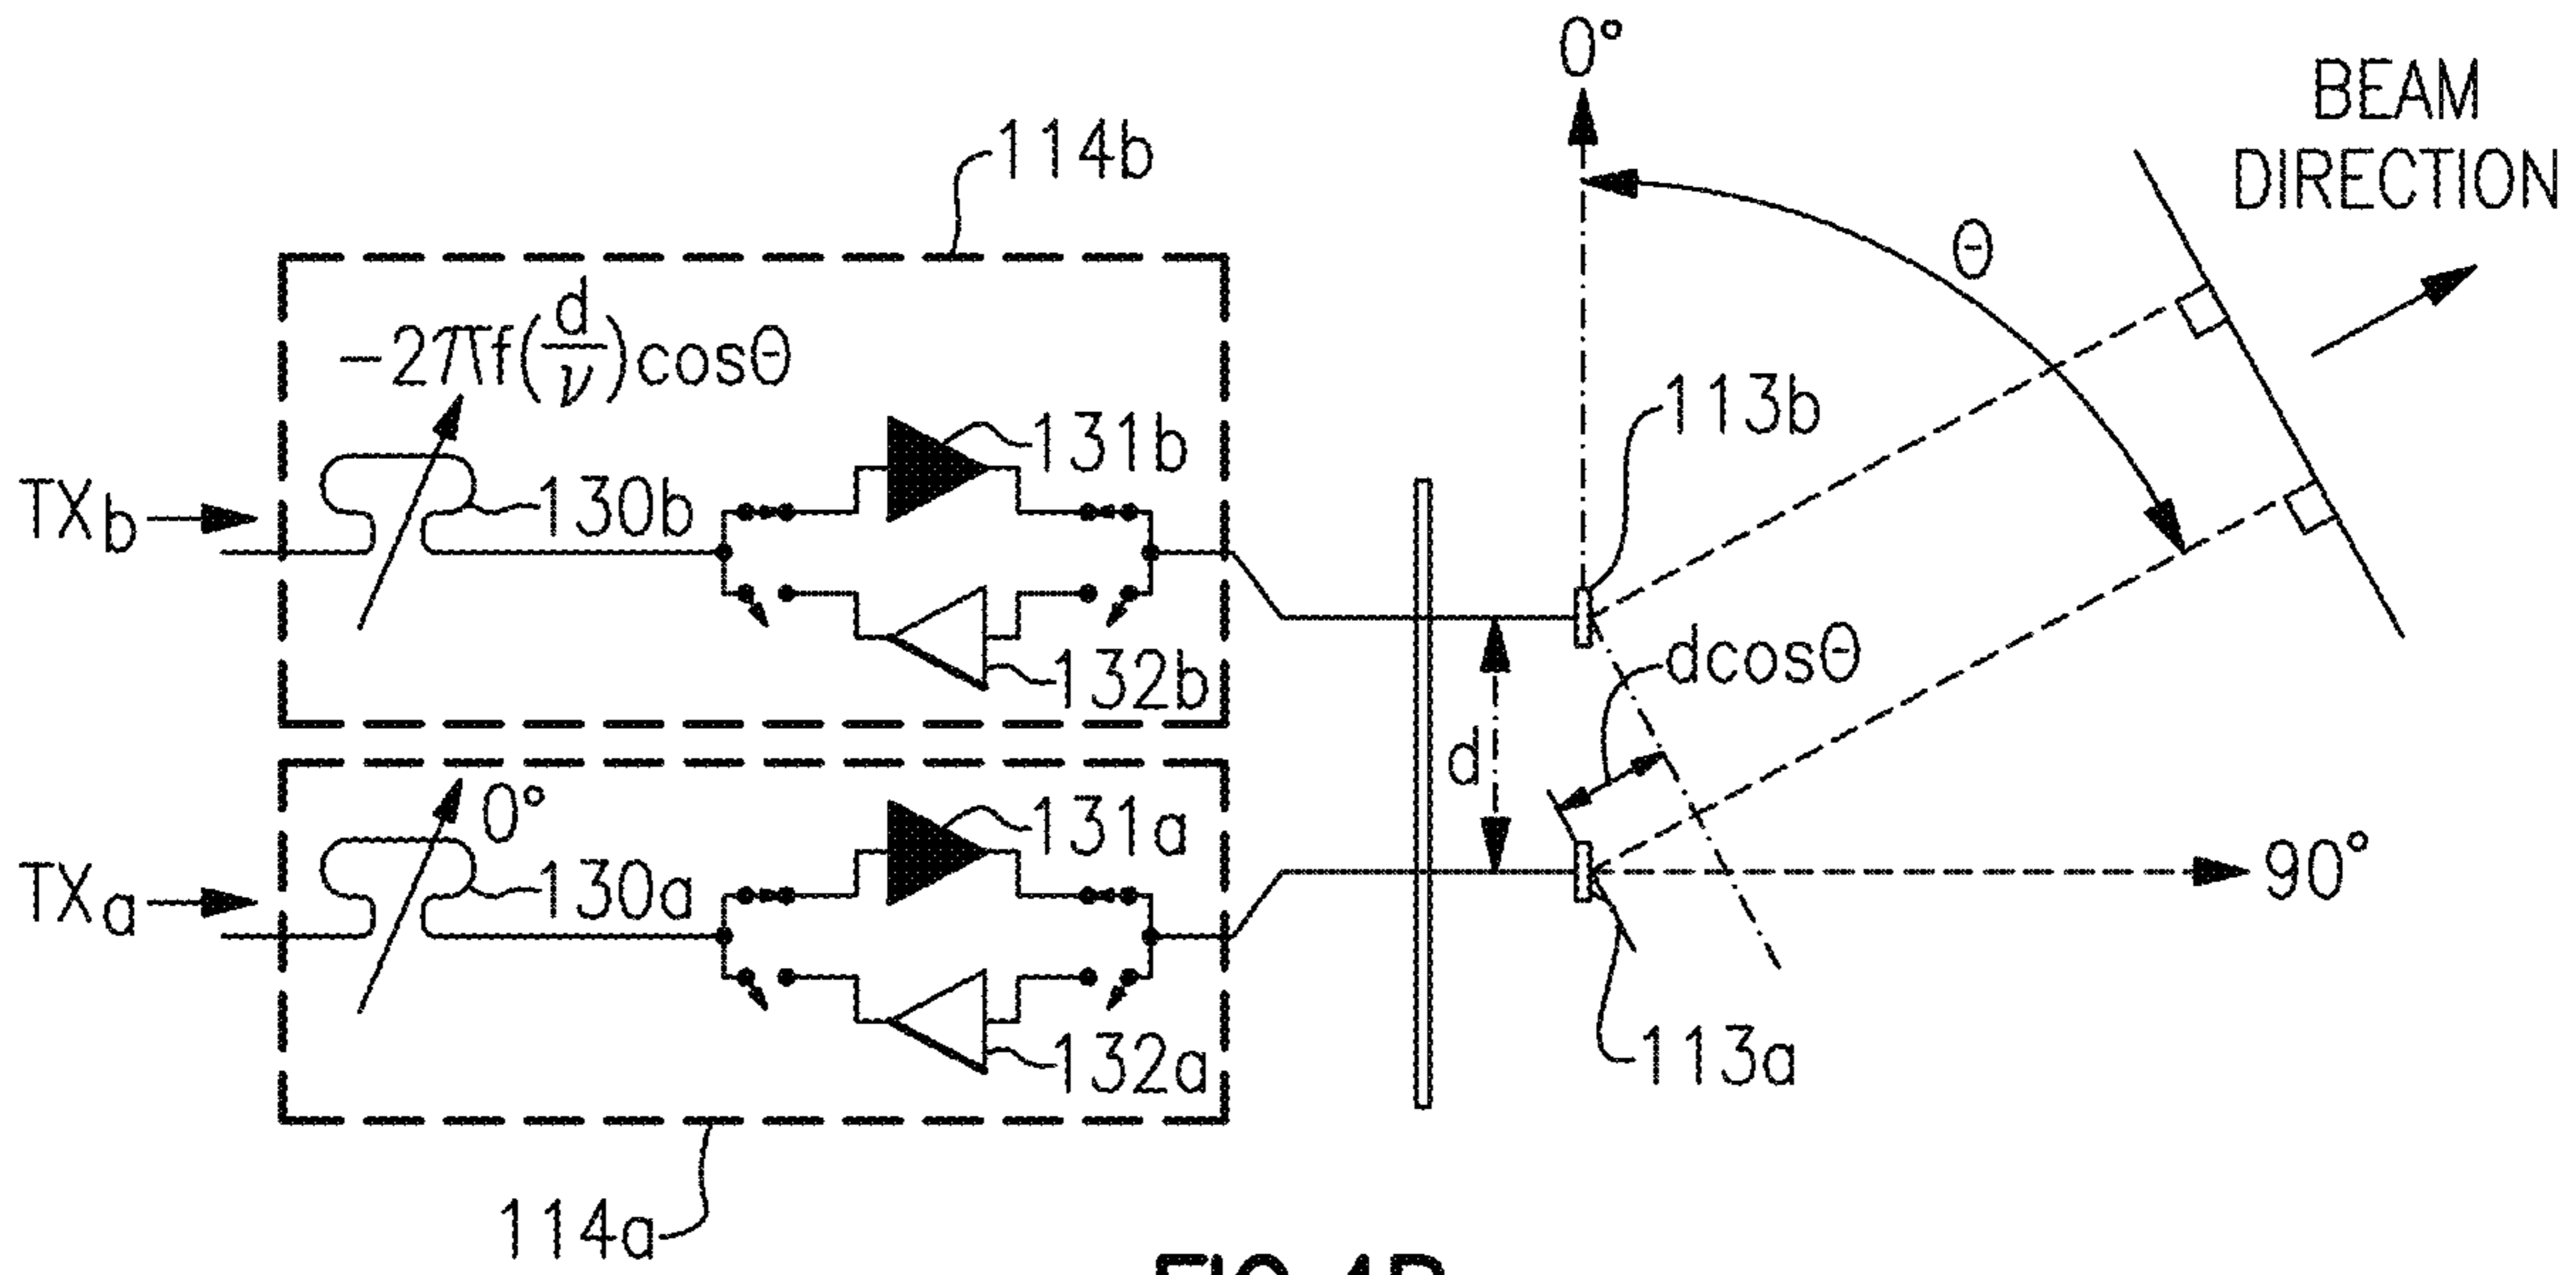 0°
BEAM
DIRECTION
θ
114b
-2πf(d/ν)cosθ
131b
113b
TXb
130b
132b
dcosθ
d
0°
131a
TXa
130a
90°
132a
113a
114a